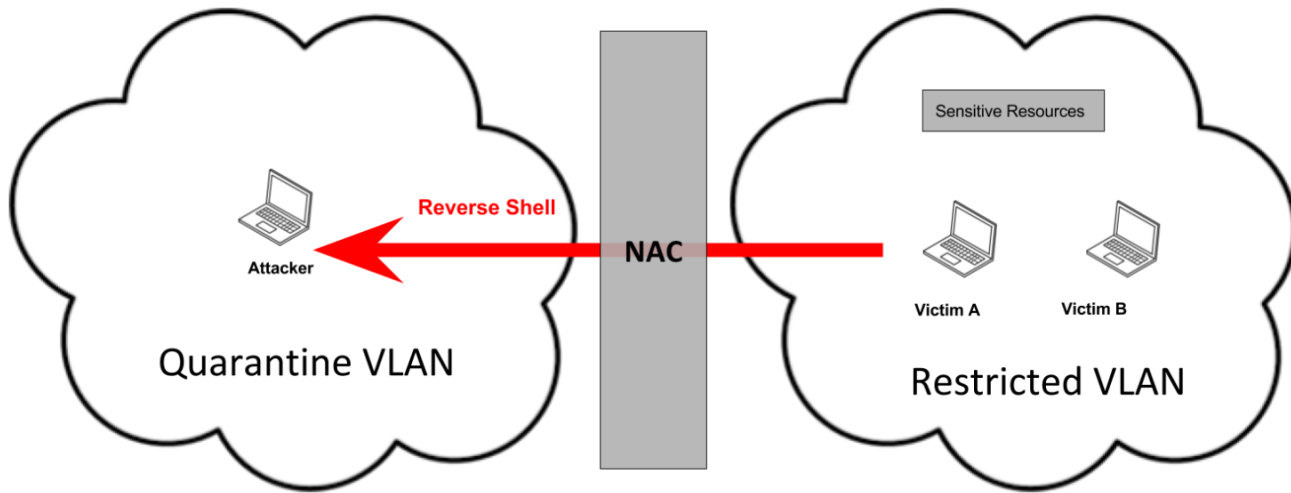 Sensitive Resources
Reverse Shell
NAC
Attacker
Victim A
Victim B
Quarantine VLAN
Restricted VLAN